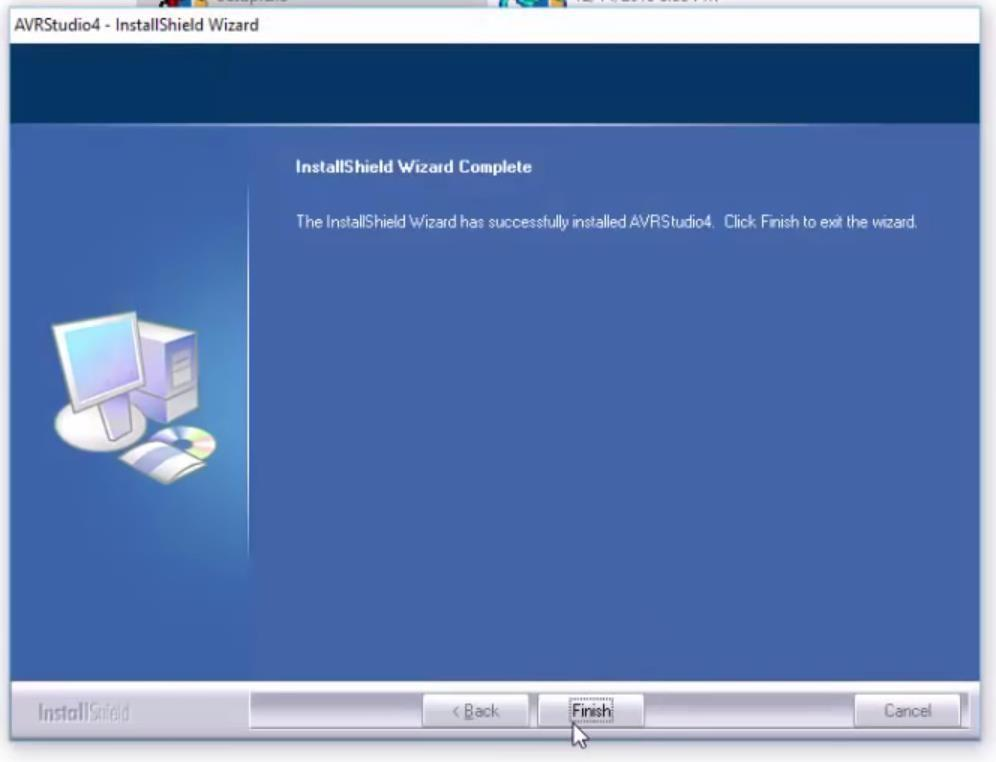 AVRStudio4 - InstallShield Wizard
InstallShield Wizard Complete
The InstallShield Wizard has successfully installed AVRStudio4. Click Finish to exit the wizard.
InstallShield
< Back
Finish
Cancel